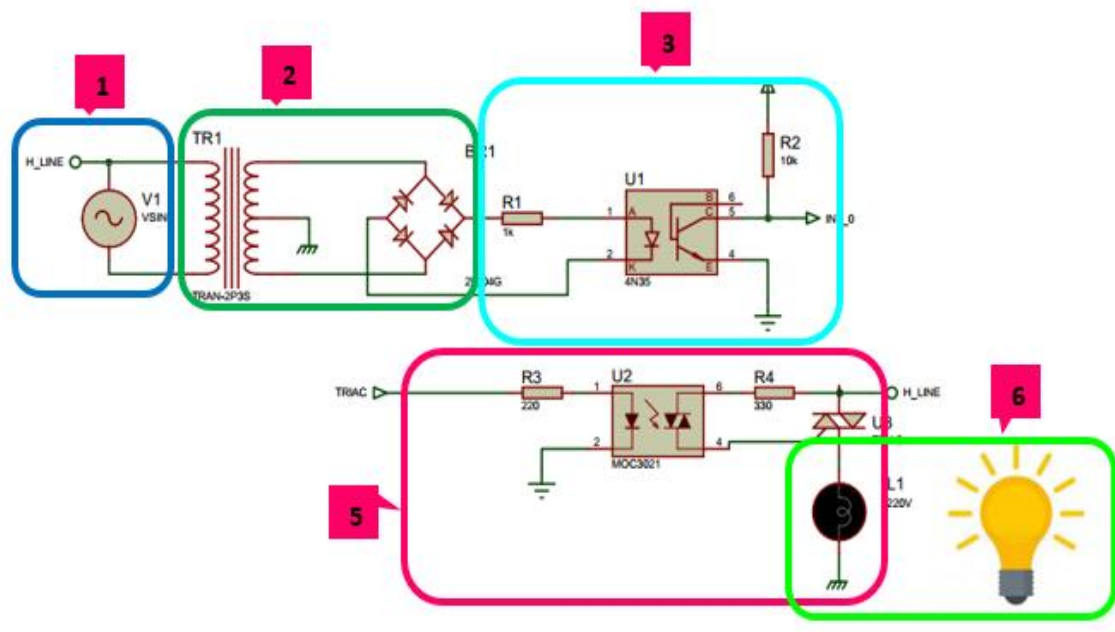 1
2
3
H_LINE
V1
VSIN
TR1
TRAN-2P3S
R1
1k
U1
A
K
B
C
E
1
2
6
5
4
4N35
R2
10k
TRIAC
R3
220
U2
1
2
6
4
MOC3021
R4
330
H_LINE
L1
220V
5
6